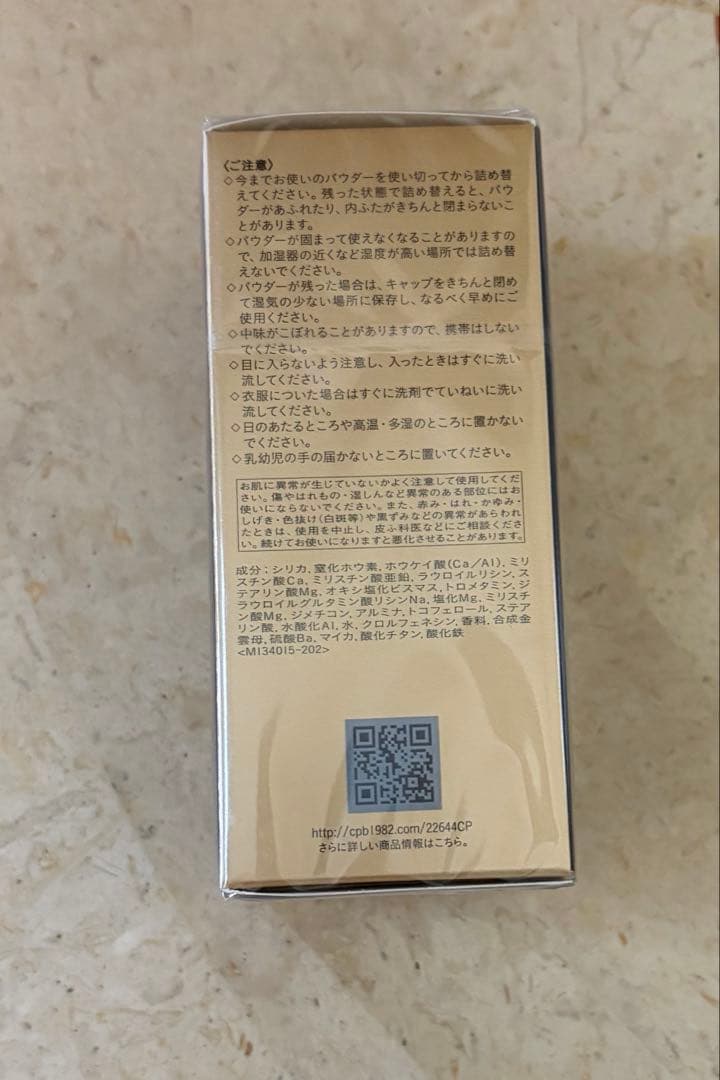 〈ご注意〉
◇今までお使いのパウダーを使い切ってから詰め替
えてください。残った状態で詰め替えると、パウ
ダーがあふれたり、内ぶたがきちんと閉まらないこ
とがあります。
◇パウダーが固まって使えなくなることがありますの
で、加湿器の近くなど湿度が高い場所では詰め替
えないでください。
◇パウダーが残った場合は、キャップをきちんと閉め
て湿気の少ない場所に保存し、なるべく早めにご
使用ください。
◇中味がこぼれることがありますので、携帯はしない
でください。
◇目に入らないよう注意し、入ったときはすぐに洗い
流してください。
◇衣服についた場合はすぐに洗剤でていねいに洗い
流してください。
◇日のあたるところや高温・多湿のところに置かない
でください。
◇乳幼児の手の届かないところに置いてください。
お肌に異常が生じていないかよく注意して使用してくだ
さい。傷やはれもの・湿しんなど異常のある部位にはお
使いにならないでください。また、赤み・はれ・かゆみ・
しげき・色抜け(白斑等)や黒ずみなどの異常があらわれ
たときは、使用を中止し、皮ふ科医などにご相談くださ
い。続けてお使いになりますと悪化することがあります。
成分：シリカ, 窒化ホウ素, ホウケイ酸(Ca/Al), ミリ
スチン酸Ca, ミリスチン酸亜鉛, ラウロイルリシン, ス
テアリン酸Mg, オキシ塩化ビスマス, トロメタミン, ジ
ラウロイルグルタミン酸リシンNa, 塩化Mg, ミリスチ
ン酸Mg, ジメチコン, アルミナ, トコフェロール, ステア
リン酸, 水酸化Al, 水, クロルフェネシン, 香料, 合成金
雲母, 硫酸Ba, マイカ, 酸化チタン, 酸化鉄
<MI34015-202>
http://cpb1982.com/22644CP
さらに詳しい商品情報はこちら。